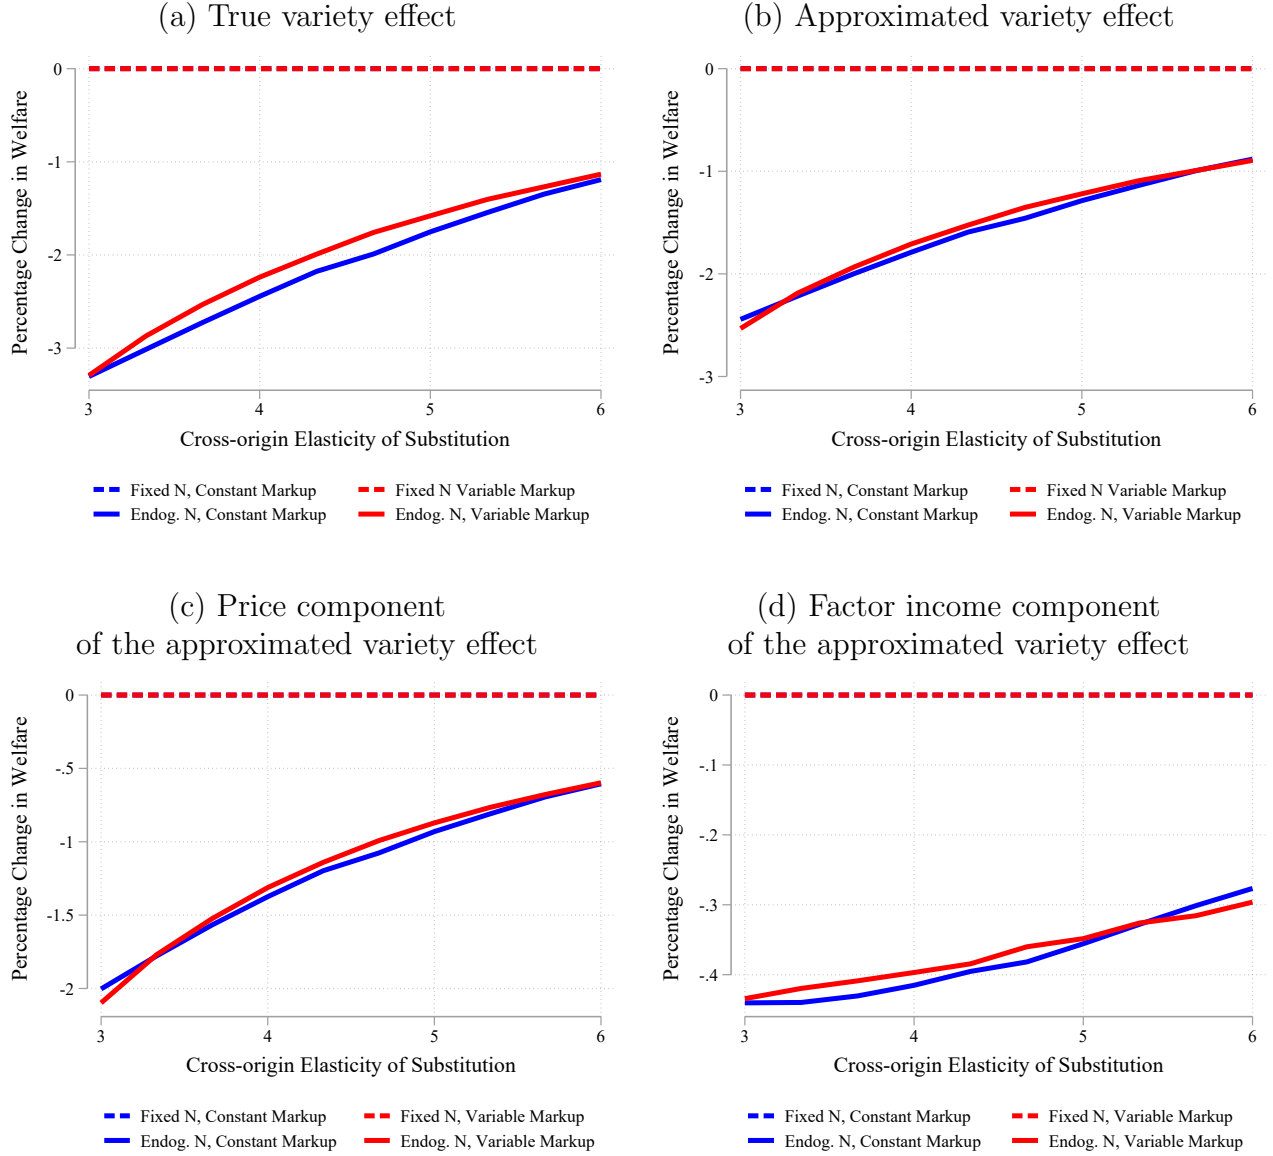 (a) True variety effect
Percentage Change in Welfare
0
-1
-2
-3
3 4 5 6
Cross-origin Elasticity of Substitution
Fixed N, Constant Markup Fixed N Variable Markup
Endog. N, Constant Markup Endog. N, Variable Markup
(b) Approximated variety effect
Percentage Change in Welfare
0
-1
-2
-3
3 4 5 6
Cross-origin Elasticity of Substitution
Fixed N, Constant Markup Fixed N Variable Markup
Endog. N, Constant Markup Endog. N, Variable Markup
(c) Price component
of the approximated variety effect
Percentage Change in Welfare
0
-.5
-1
-1.5
-2
3 4 5 6
Cross-origin Elasticity of Substitution
Fixed N, Constant Markup Fixed N, Variable Markup
Endog. N, Constant Markup Endog. N, Variable Markup
(d) Factor income component
of the approximated variety effect
Percentage Change in Welfare
0
-.1
-.2
-.3
-.4
3 4 5 6
Cross-origin Elasticity of Substitution
Fixed N, Constant Markup Fixed N, Variable Markup
Endog. N, Constant Markup Endog. N, Variable Markup